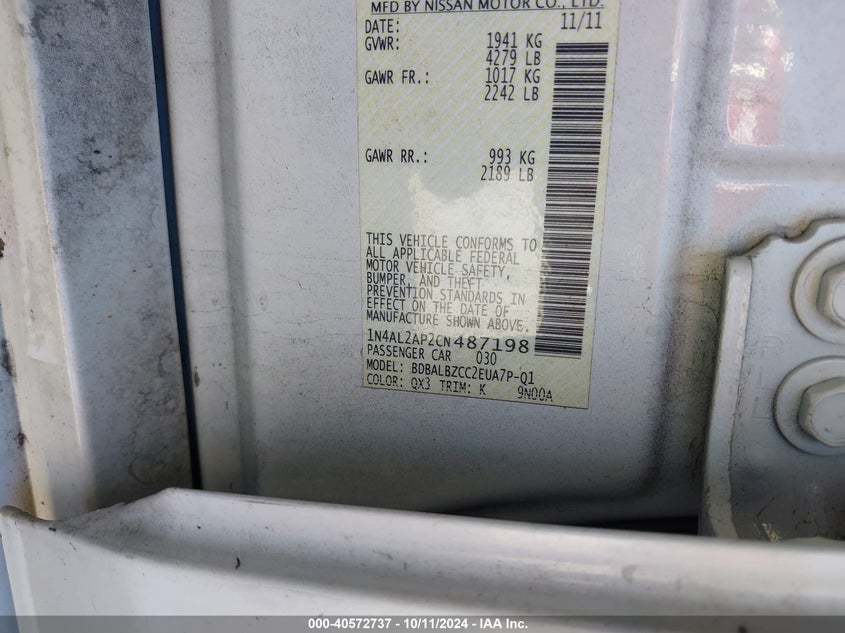 MFD BY NISSAN MOTOR CO., LTD.
DATE: 11/11
GVWR: 1941 KG
4279 LB
GAWR FR.: 1017 KG
2242 LB
GAWR RR.: 993 KG
2189 LB
THIS VEHICLE CONFORMS TO
ALL APPLICABLE FEDERAL
MOTOR VEHICLE SAFETY,
BUMPER, AND THEFT
PREVENTION STANDARDS IN
EFFECT ON THE DATE OF
MANUFACTURE SHOWN ABOVE.
1N4AL2AP2CN487198
PASSENGER CAR 030
MODEL: BDBALBZCC2EUA7P-Q1
COLOR: QX3 TRIM: K 9N00A
000-40572737 - 10/11/2024 - IAA Inc.